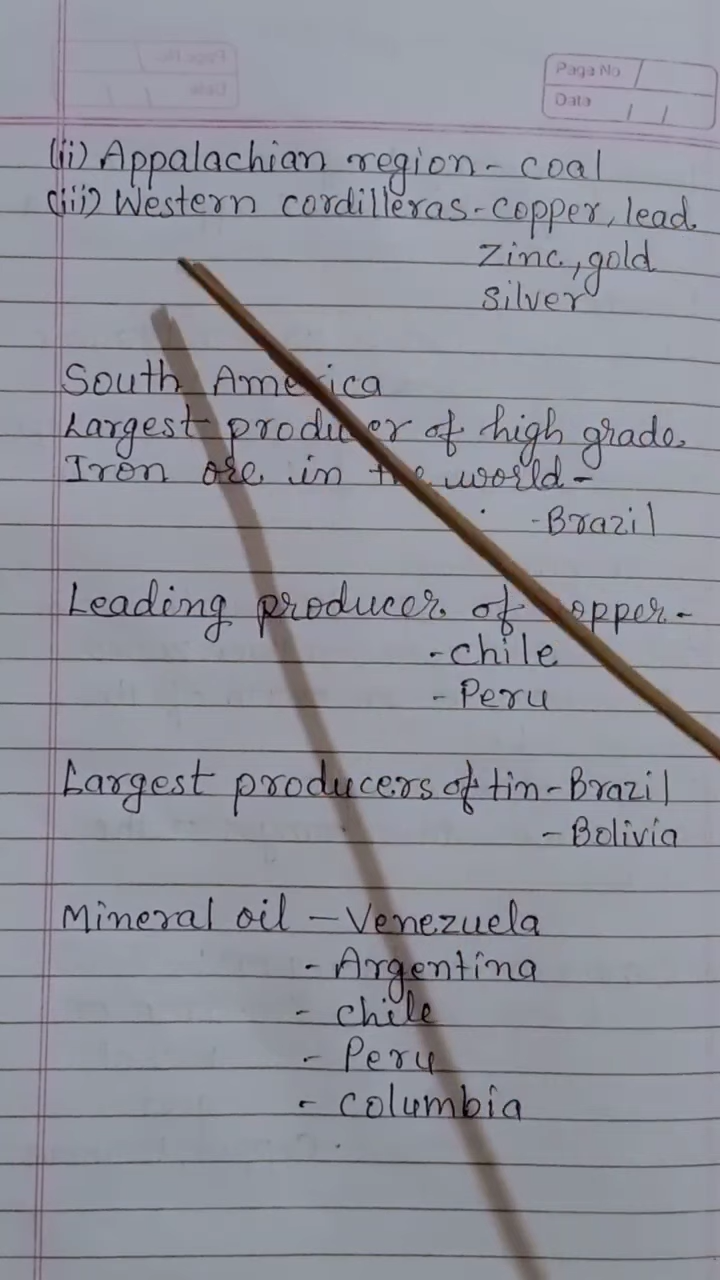 Page No
Date / /
(ii) Appalachian region - coal
(iii) Western cordilleras - copper, lead
Zinc, gold
silver
South America
Largest producer of high grade
Iron ore in the world -
- Brazil
Leading producer of copper -
- chile
- Peru
Largest producers of tin - Brazil
- Bolivia
Mineral oil - Venezuela
- Argentina
- chile
- Peru
- columbia